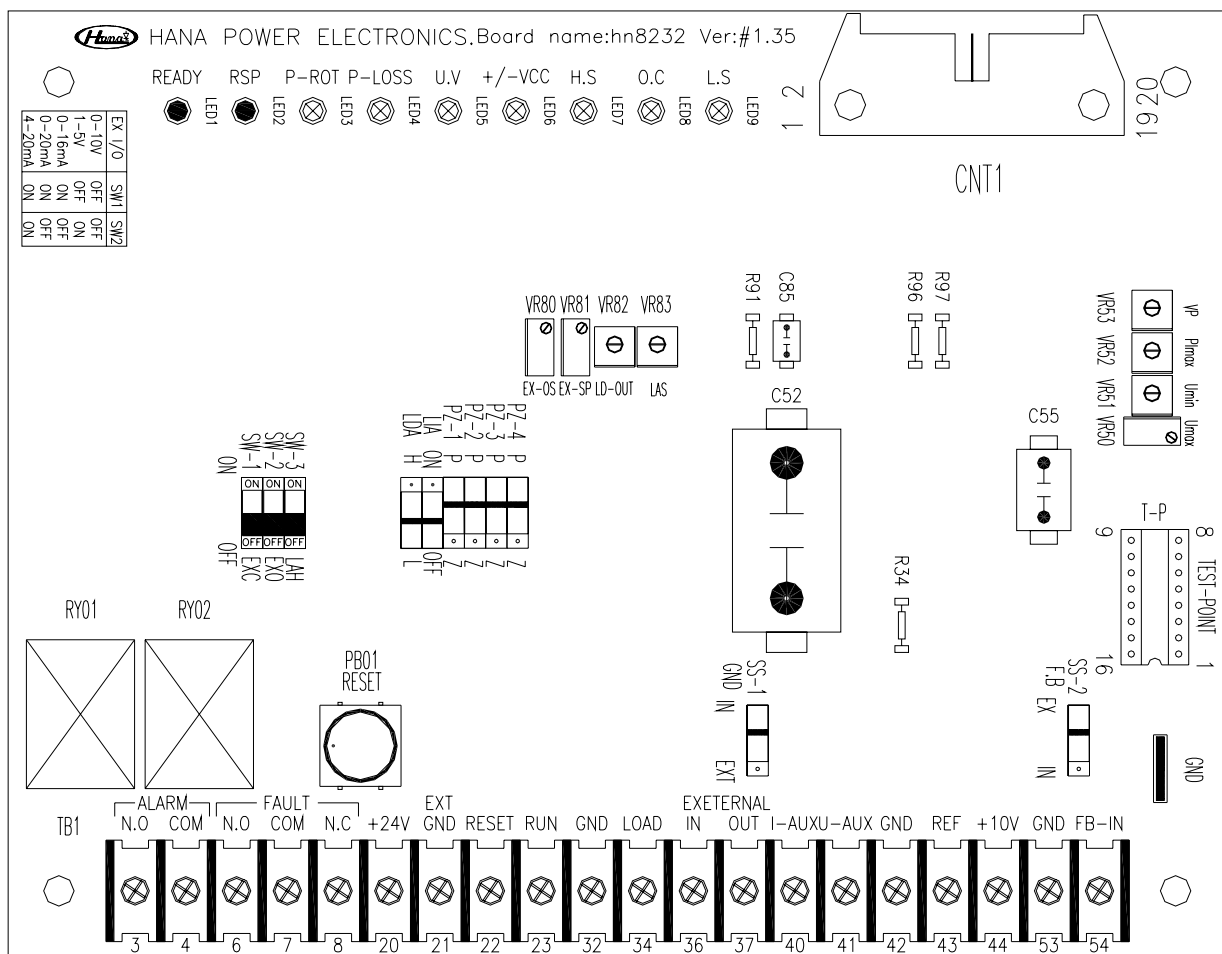 Hana HANA POWER ELECTRONICS. Board name:hn8232 Ver:#1.35
READY RSP P-ROT P-LOSS U.V +/-VCC H.S O.C L.S
LED1 LED2 LED3 LED4 LED5 LED6 LED7 LED8 LED9
1 2
19 20
CNT1
EX I/O SW1 SW2
0-10V OFF OFF
1-5V OFF ON
0-16mA ON OFF
0-20mA ON OFF
4-20mA ON ON
VR80 VR81 VR82 VR83
EX-OS EX-SP LD-OUT LAS
R91 C85 R96 R97
VR53 VP
VR52 PImax
VR51 Umin
VR50 Umax
C52
C55
ON SW-1 SW-2 SW-3
ON ON ON
OFF OFF OFF
OFF EXC EXO LAH
LDA LIA PZ-1 PZ-2 PZ-3 PZ-4
H ON P P P P
L OFF Z Z Z Z
T-P
9 8
TEST-POINT
16 1
R34
RY01 RY02
PB01
RESET
SS-1
GND IN
EXT
SS-2
F.B EX
IN
GND
TB1
ALARM FAULT EXT EXETERNAL
N.O COM N.O COM N.C +24V GND RESET RUN GND LOAD IN OUT I-AUX U-AUX GND REF +10V GND FB-IN
3 4 6 7 8 20 21 22 23 32 34 36 37 40 41 42 43 44 53 54